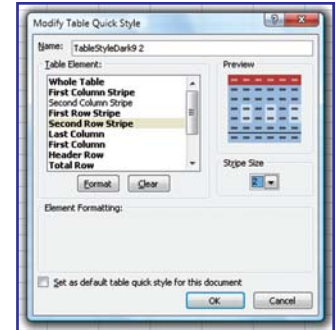 Modify Table Quick Style
Name: TableStyleDark9 2
Table Element:
Preview
Whole Table
First Column Stripe
Second Column Stripe
First Row Stripe
Second Row Stripe
Last Column
First Column
Header Row
Total Row
Stripe Size
2
Format Clear
Element Formatting:
Set as default table quick style for this document
OK Cancel